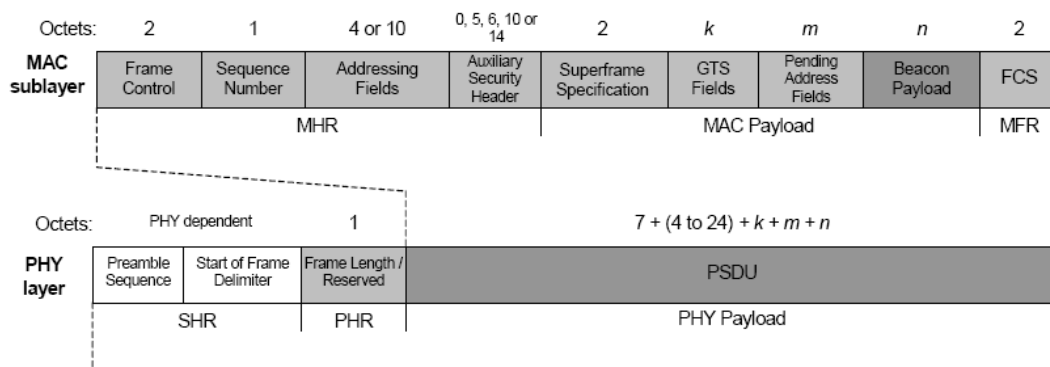 Octets: 2 1 4 or 10 0, 5, 6, 10 or 14 2 k m n 2
MAC sublayer
Frame Control
Sequence Number
Addressing Fields
Auxiliary Security Header
Superframe Specification
GTS Fields
Pending Address Fields
Beacon Payload
FCS
MHR MAC Payload MFR
Octets: PHY dependent 1 7 + (4 to 24) + k + m + n
PHY layer
Preamble Sequence
Start of Frame Delimiter
Frame Length / Reserved
PSDU
SHR PHR PHY Payload